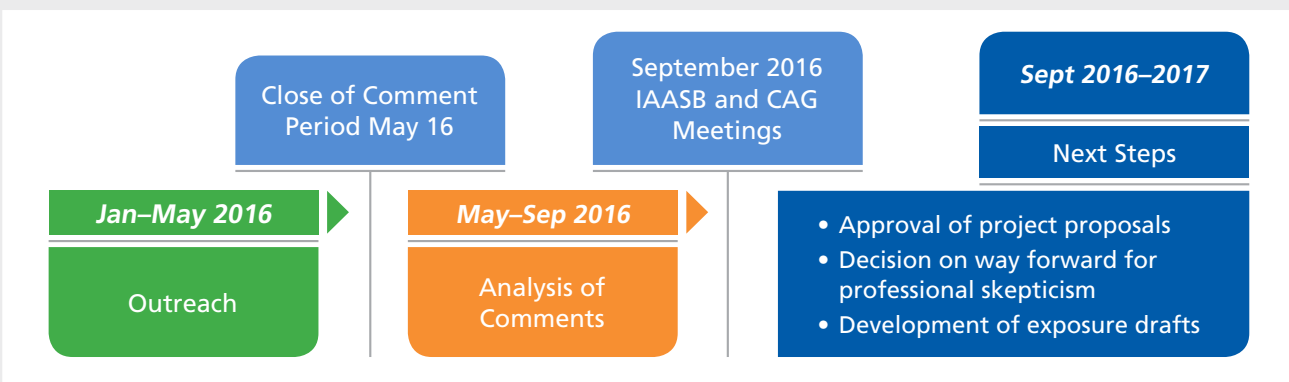 Jan–May 2016
Outreach
Close of Comment
Period May 16
May–Sep 2016
Analysis of
Comments
September 2016
IAASB and CAG
Meetings
Sept 2016–2017
Next Steps
• Approval of project proposals
• Decision on way forward for
professional skepticism
• Development of exposure drafts